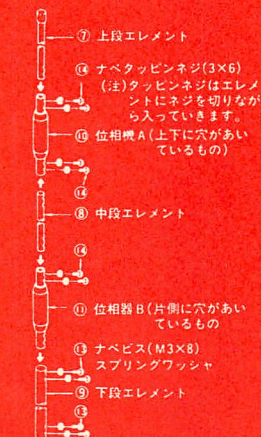 ⑦ 上段エレメント
⑭ ナベタッピンネジ(3×6)
(注)タッピンネジはエレメ
ントにネジを切りなが
ら入っていきます。
⑩ 位相機A(上下に穴があい
ているもの)
⑭
⑧ 中段エレメント
⑭
⑪ 位相器B(片側に穴があい
ているもの
⑬ ナベビス(M3×8)
スプリングワッシャ
⑨ 下段エレメント
⑬